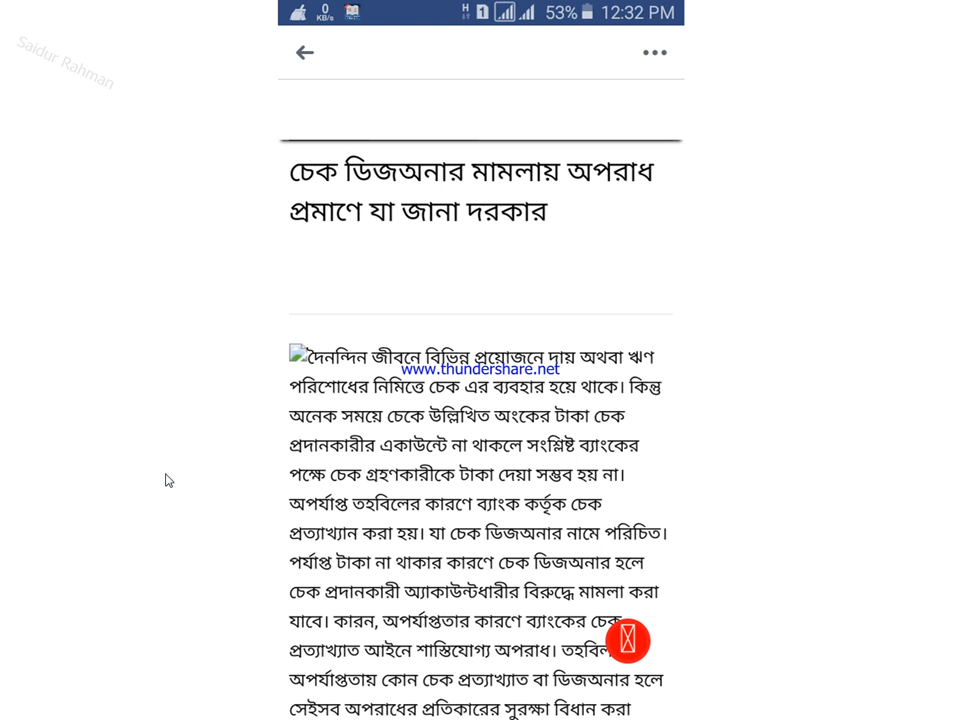 Saidur Rahman
0
KB/s
H 1 53% 12:32 PM
চেক ডিজঅনার মামলায় অপরাধ
প্রমাণে যা জানা দরকার
দৈনন্দিন জীবনে বিভিন্ন প্রয়োজনে দায় অথবা ঋণ
www.thundershare.net
পরিশোধের নিমিত্তে চেক এর ব্যবহার হয়ে থাকে। কিন্তু
অনেক সময়ে চেকে উল্লিখিত অংকের টাকা চেক
প্রদানকারীর একাউন্টে না থাকলে সংশ্লিষ্ট ব্যাংকের
পক্ষে চেক গ্রহণকারীকে টাকা দেয়া সম্ভব হয় না।
অপর্যাপ্ত তহবিলের কারণে ব্যাংক কর্তৃক চেক
প্রত্যাখ্যান করা হয়। যা চেক ডিজঅনার নামে পরিচিত।
পর্যাপ্ত টাকা না থাকার কারণে চেক ডিজঅনার হলে
চেক প্রদানকারী অ্যাকাউন্টধারীর বিরুদ্ধে মামলা করা
যাবে। কারন, অপর্যাপ্ততার কারণে ব্যাংকের চেক
প্রত্যাখ্যাত আইনে শাস্তিযোগ্য অপরাধ।
অপর্যাপ্ততায় কোন চেক প্রত্যাখ্যাত বা ডিজঅনার হলে
সেইসব অপরাধের প্রতিকারের সুরক্ষা বিধান করা